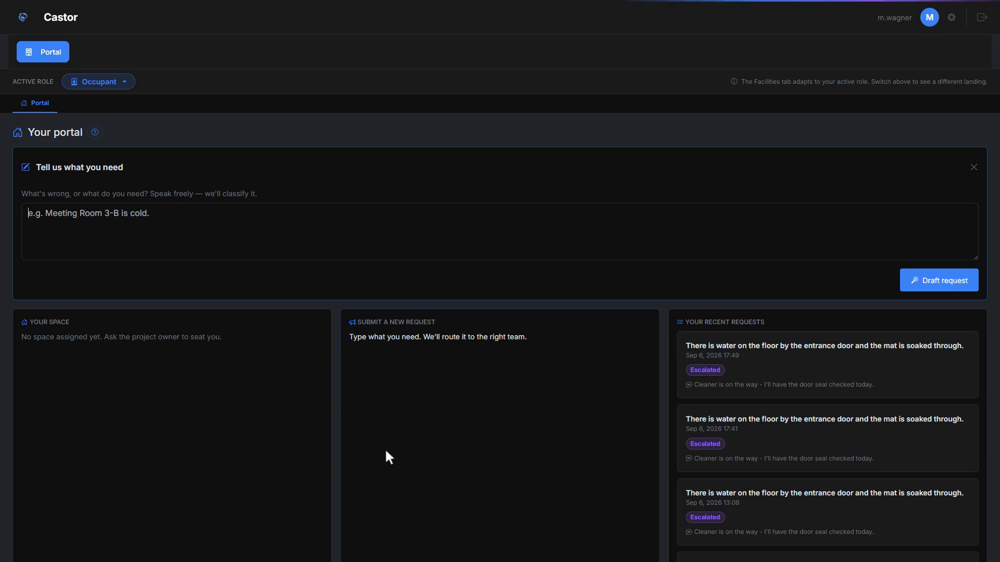 Castor
m.wagner
M
Portal
ACTIVE ROLE
Occupant
The Facilities tab adapts to your active role. Switch above to see a different landing.
Portal
Your portal
Tell us what you need
What's wrong, or what do you need? Speak freely — we'll classify it.
e.g. Meeting Room 3-B is cold.
Draft request
YOUR SPACE
No space assigned yet. Ask the project owner to seat you.
SUBMIT A NEW REQUEST
Type what you need. We'll route it to the right team.
YOUR RECENT REQUESTS
There is water on the floor by the entrance door and the mat is soaked through.
Sep 6, 2026 17:49
Escalated
Cleaner is on the way - I'll have the door seal checked today.
There is water on the floor by the entrance door and the mat is soaked through.
Sep 6, 2026 17:41
Escalated
Cleaner is on the way - I'll have the door seal checked today.
There is water on the floor by the entrance door and the mat is soaked through.
Sep 6, 2026 13:08
Escalated
Cleaner is on the way - I'll have the door seal checked today.